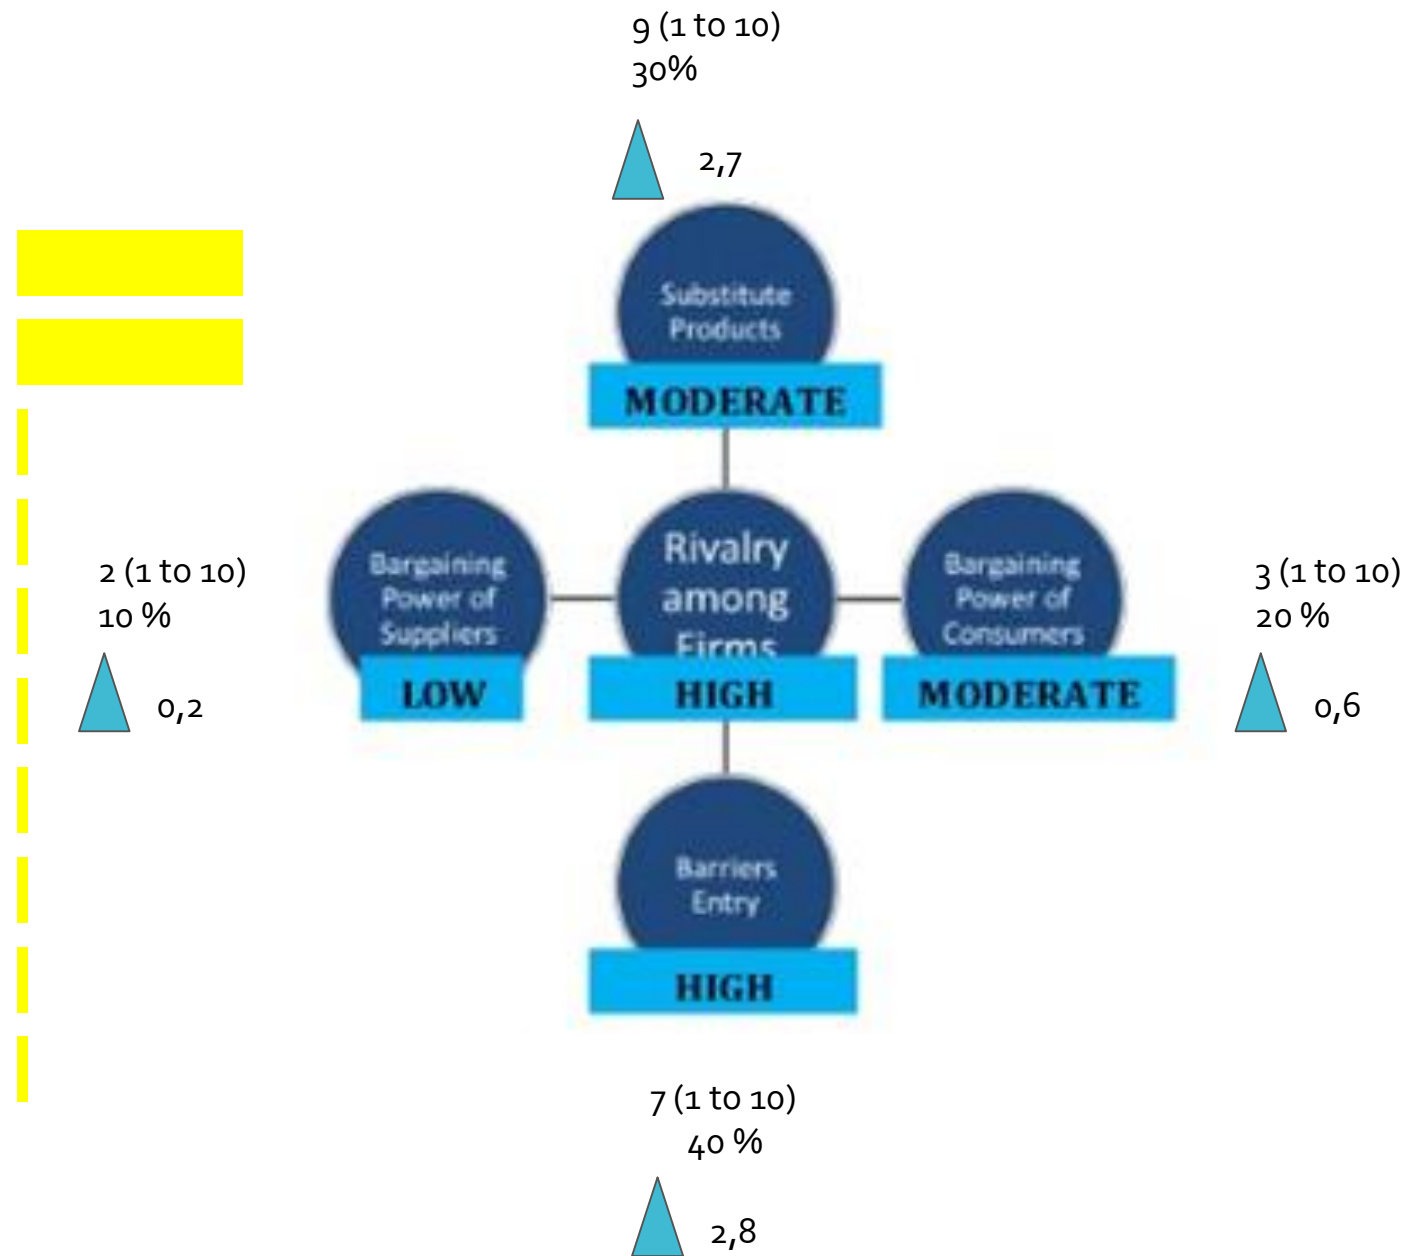 9 (1 to 10)
30%
2,7
Substitute
Products
MODERATE
2 (1 to 10)
10 %
0,2
Bargaining
Power of
Suppliers
LOW
Rivalry
among
Firms
HIGH
Bargaining
Power of
Consumers
MODERATE
3 (1 to 10)
20 %
0,6
Barriers
Entry
HIGH
7 (1 to 10)
40 %
2,8